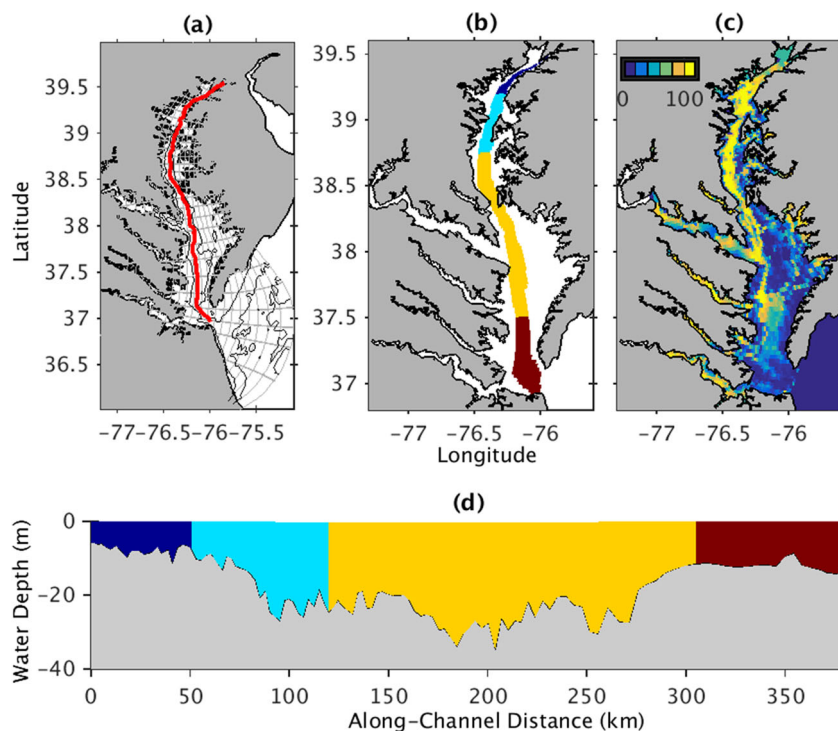 (a)
(b)
(c)
39.5
39
38.5
38
37.5
37
36.5
Latitude
-77-76.5-76-75.5
39.5
39
38.5
38
37.5
37
-77 -76.5 -76
Longitude
0 100
-77 -76.5 -76
(d)
0
-20
-40
Water Depth (m)
0 50 100 150 200 250 300 350
Along-Channel Distance (km)